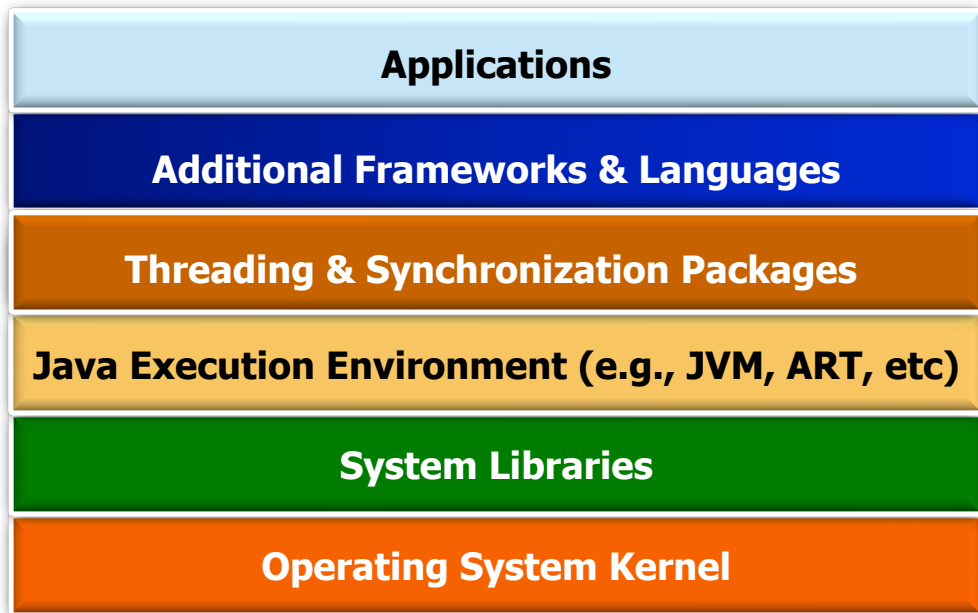 Applications
Additional Frameworks & Languages
Threading & Synchronization Packages
Java Execution Environment (e.g., JVM, ART, etc)
System Libraries
Operating System Kernel